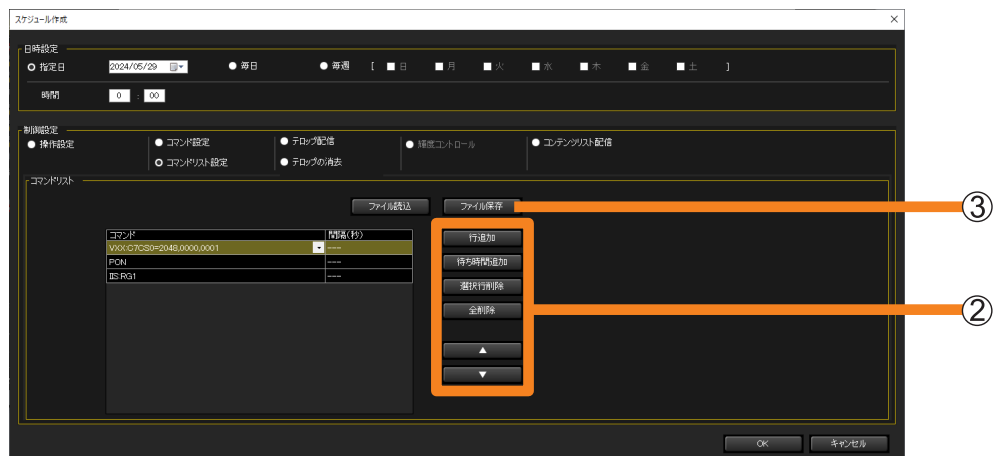 スケジュール作成 ×
日時設定
指定日 2024/05/29 毎日 毎週 [ 日 月 火 水 木 金 土 ]
時間 0 : 00
制御設定
操作設定 コマンド設定 テロップ配信 輝度コントロール コンテンツリスト配信
コマンドリスト設定 テロップの消去
コマンドリスト
ファイル読込 ファイル保存 ③
コマンド 間隔(秒) 行追加
VXX:C7CS0=2048,0000,0001 ---
PON --- 待ち時間追加
IIS:RG1 ---
選択行削除
全削除 ②
▲
▼
OK キャンセル